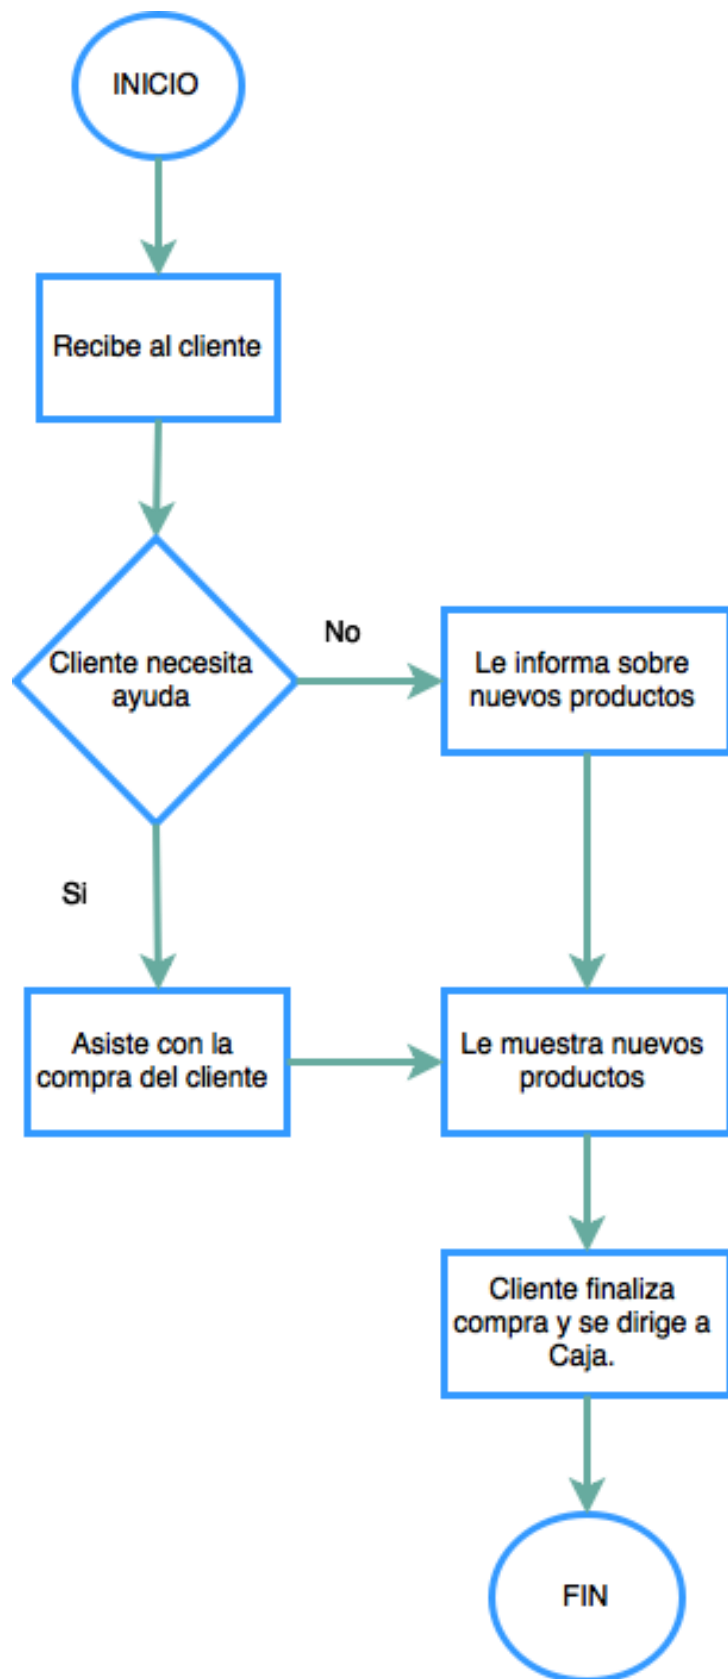 INICIO
Recibe al cliente
Cliente necesita
ayuda
No
Le informa sobre
nuevos productos
Si
Asiste con la
compra del cliente
Le muestra nuevos
productos
Cliente finaliza
compra y se dirige a
Caja.
FIN